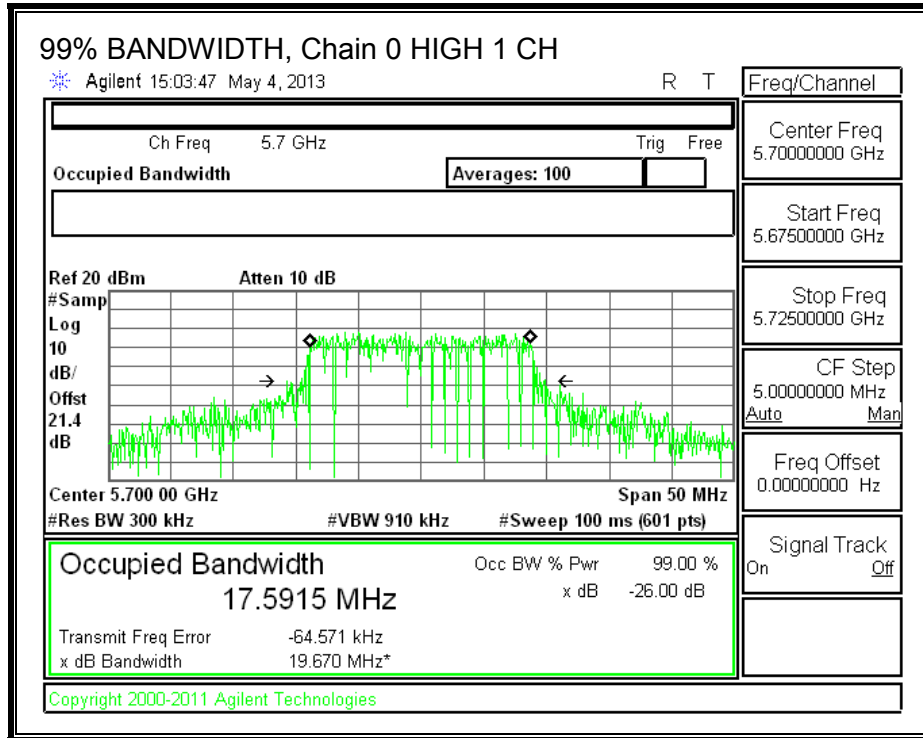 99% BANDWIDTH, Chain 0 HIGH 1 CH
Agilent 15:03:47 May 4, 2013 R T
Freq/Channel
Ch Freq 5.7 GHz Trig Free
Occupied Bandwidth Averages: 100
Center Freq
5.70000000 GHz
Start Freq
5.67500000 GHz
Stop Freq
5.72500000 GHz
CF Step
5.00000000 MHz
Auto Man
Freq Offset
0.00000000 Hz
Signal Track
On Off
Ref 20 dBm Atten 10 dB
#Samp
Log
10
dB/
Offst
21.4
dB
Center 5.700 00 GHz Span 50 MHz
#Res BW 300 kHz #VBW 910 kHz #Sweep 100 ms (601 pts)
Occupied Bandwidth Occ BW % Pwr 99.00 %
17.5915 MHz x dB -26.00 dB
Transmit Freq Error -64.571 kHz
x dB Bandwidth 19.670 MHz*
Copyright 2000-2011 Agilent Technologies